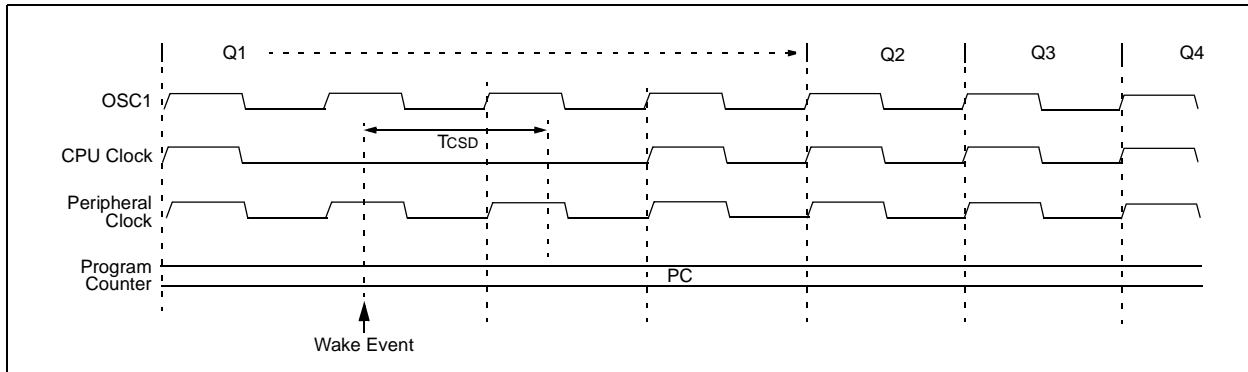 Q1
Q2
Q3
Q4
OSC1
TCSD
CPU Clock
Peripheral
Clock
Program
Counter
PC
Wake Event